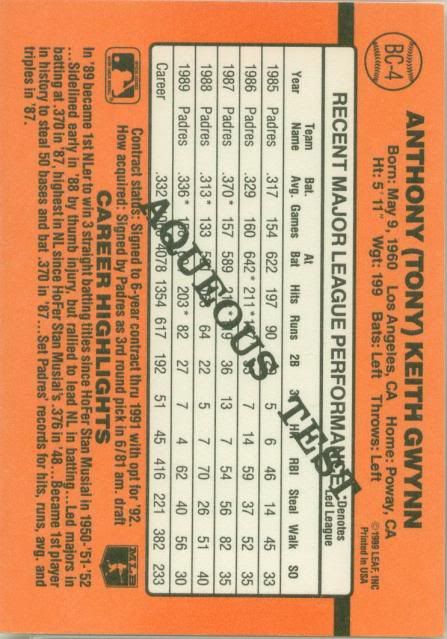 BC-4
ANTHONY (TONY) KEITH GWYNN
Born: May 9, 1960 Los Angeles, CA Home: Poway, CA
Ht: 5' 11" Wgt: 199 Bats: Left Throws: Left
©1989 LEAF, INC
Printed in USA
RECENT MAJOR LEAGUE PERFORMANCE
Denotes
Led League
Year Team Name Bat. Avg. Games At Bat Hits Runs 2B HR RBI Steal Walk SO
1985 Padres .317 154 622 197 90 5 6 46 14 45 33
1986 Padres .329 160 642* 211* 7 14 59 37 52 35
1987 Padres .370* 157 589 36 13 7 54 56 82 35
1988 Padres .313* 133 64 22 5 7 70 26 51 40
1989 Padres .336* 203* 82 27 7 4 62 40 56 30
Career .332 4078 1354 617 192 51 45 416 221 382 233
AQUEOUS TEST
Contract status: Signed to 6-year contract thru 1991 with opt for '92.
How acquired: Signed by Padres as 3rd round pick in 6/81 am. draft
CAREER HIGHLIGHTS
MLB
In '89 became 1st NLer to win 3 straight batting titles since HoFer Stan Musial in 1950-'51-'52
...Sidelined early in '88 by thumb injury, but rallied to lead NL in batting...Led majors in
batting at .370 in '87 highest in NL since HoFer Stan Musial's .376 in '48...Became 1st player
in history to steal 50 bases and bat .370 in '87...Set Padres' records for hits, runs, avg. and
triples in '87.